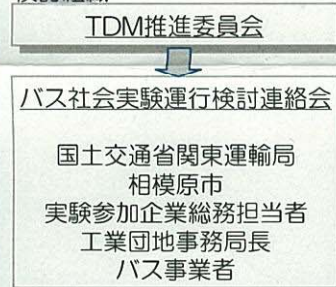 TDM推進委員会
バス社会実験運行検討連絡会
国土交通省関東運輸局
相模原市
実験参加企業総務担当者
工業団地事務局長
バス事業者